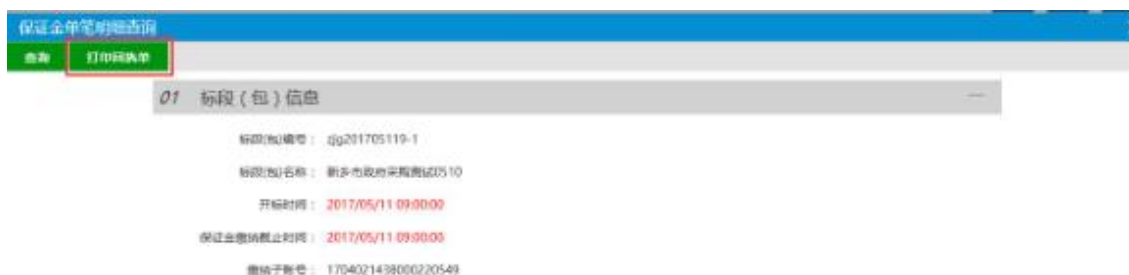 保证金单笔明细查询
查询 打印回执单
01 标段（包）信息
标段(包)编号： zjg201705119-1
标段(包)名称： 新乡市政府采购测试0510
开标时间： 2017/05/11 09:00:00
保证金缴纳截止时间： 2017/05/11 09:00:00
缴纳子账号： 1704021438000220549